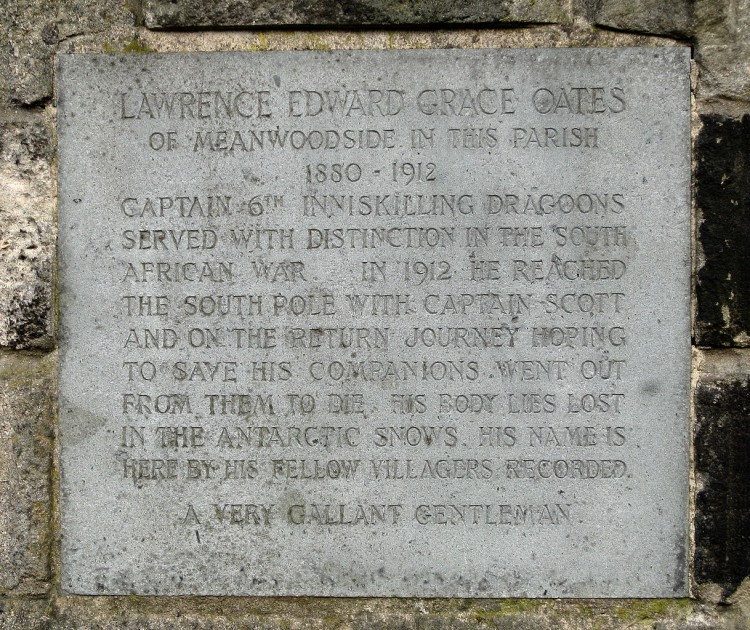 LAWRENCE EDWARD GRACE OATES
OF MEANWOODSIDE IN THIS PARISH
1880 - 1912
CAPTAIN 6TH INNISKILLING DRAGOONS
SERVED WITH DISTINCTION IN THE SOUTH
AFRICAN WAR IN 1912 HE REACHED
THE SOUTH POLE WITH CAPTAIN SCOTT
AND ON THE RETURN JOURNEY HOPING
TO SAVE HIS COMPANIONS WENT OUT
FROM THEM TO DIE. HIS BODY LIES LOST
IN THE ANTARCTIC SNOWS. HIS NAME IS
HERE BY HIS FELLOW VILLAGERS RECORDED.
A VERY GALLANT GENTLEMAN